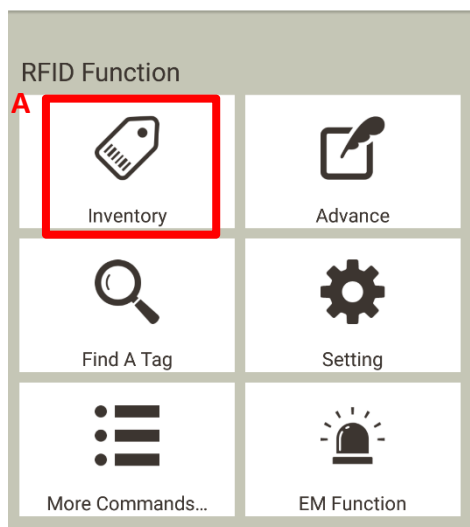 RFID Function
A
Inventory
Advance
Find A Tag
Setting
More Commands...
EM Function